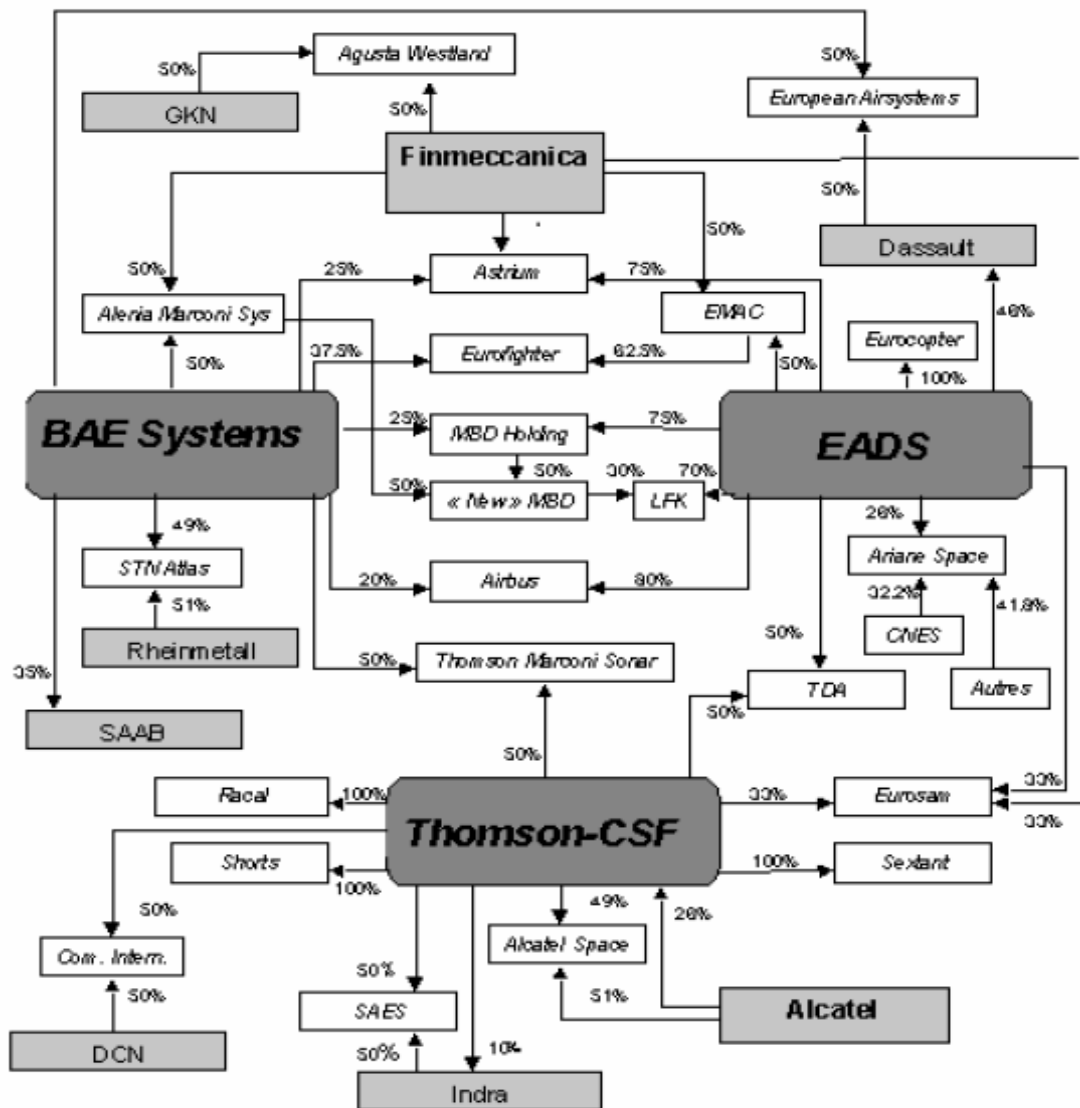 50%
Agusta Westland
50%
European Airsystems
GKN
50%
Finmeccanica
50%
Dassault
50%
50%
25%
Astrium
75%
46%
Alenia Marconi Sys
EMAC
Eurocopter
50%
37.5%
Eurofighter
62.5%
50%
100%
BAE Systems
25%
MBD Holding
75%
EADS
50%
50%
30%
70%
« New » MBD
LFK
49%
26%
STN Atlas
Ariane Space
20%
Airbus
80%
51%
32.2%
41.8%
Rheinmetall
CNES
50%
50%
Thomson Marconi Sonar
35%
TDA
Autres
50%
SAAB
50%
Racal
100%
33%
Eurosam
33%
33%
Thomson-CSF
Shorts
100%
100%
Sextant
50%
49%
26%
Com. Intern.
Alcatel Space
50%
50%
51%
SAES
Alcatel
DCN
50%
10%
Indra